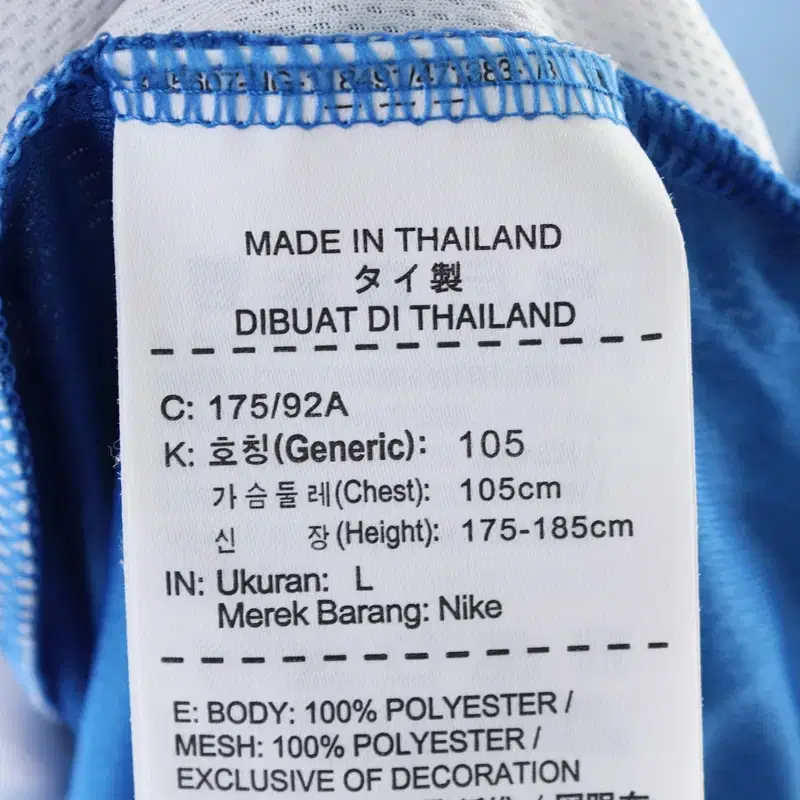 MADE IN THAILAND
タイ製
DIBUAT DI THAILAND
C: 175/92A
K: 호칭(Generic): 105
가슴둘레(Chest): 105cm
신 장(Height): 175-185cm
IN: Ukuran: L
Merek Barang: Nike
E: BODY: 100% POLYESTER /
MESH: 100% POLYESTER /
EXCLUSIVE OF DECORATION